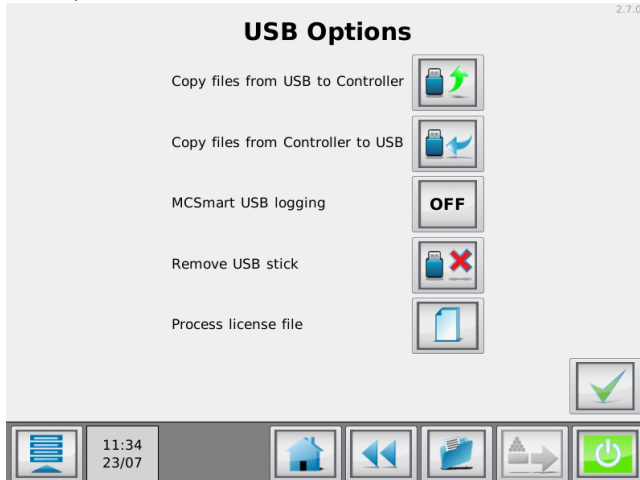 2.7.0
USB Options
Copy files from USB to Controller
Copy files from Controller to USB
MCSmart USB logging
OFF
Remove USB stick
Process license file
11:34
23/07